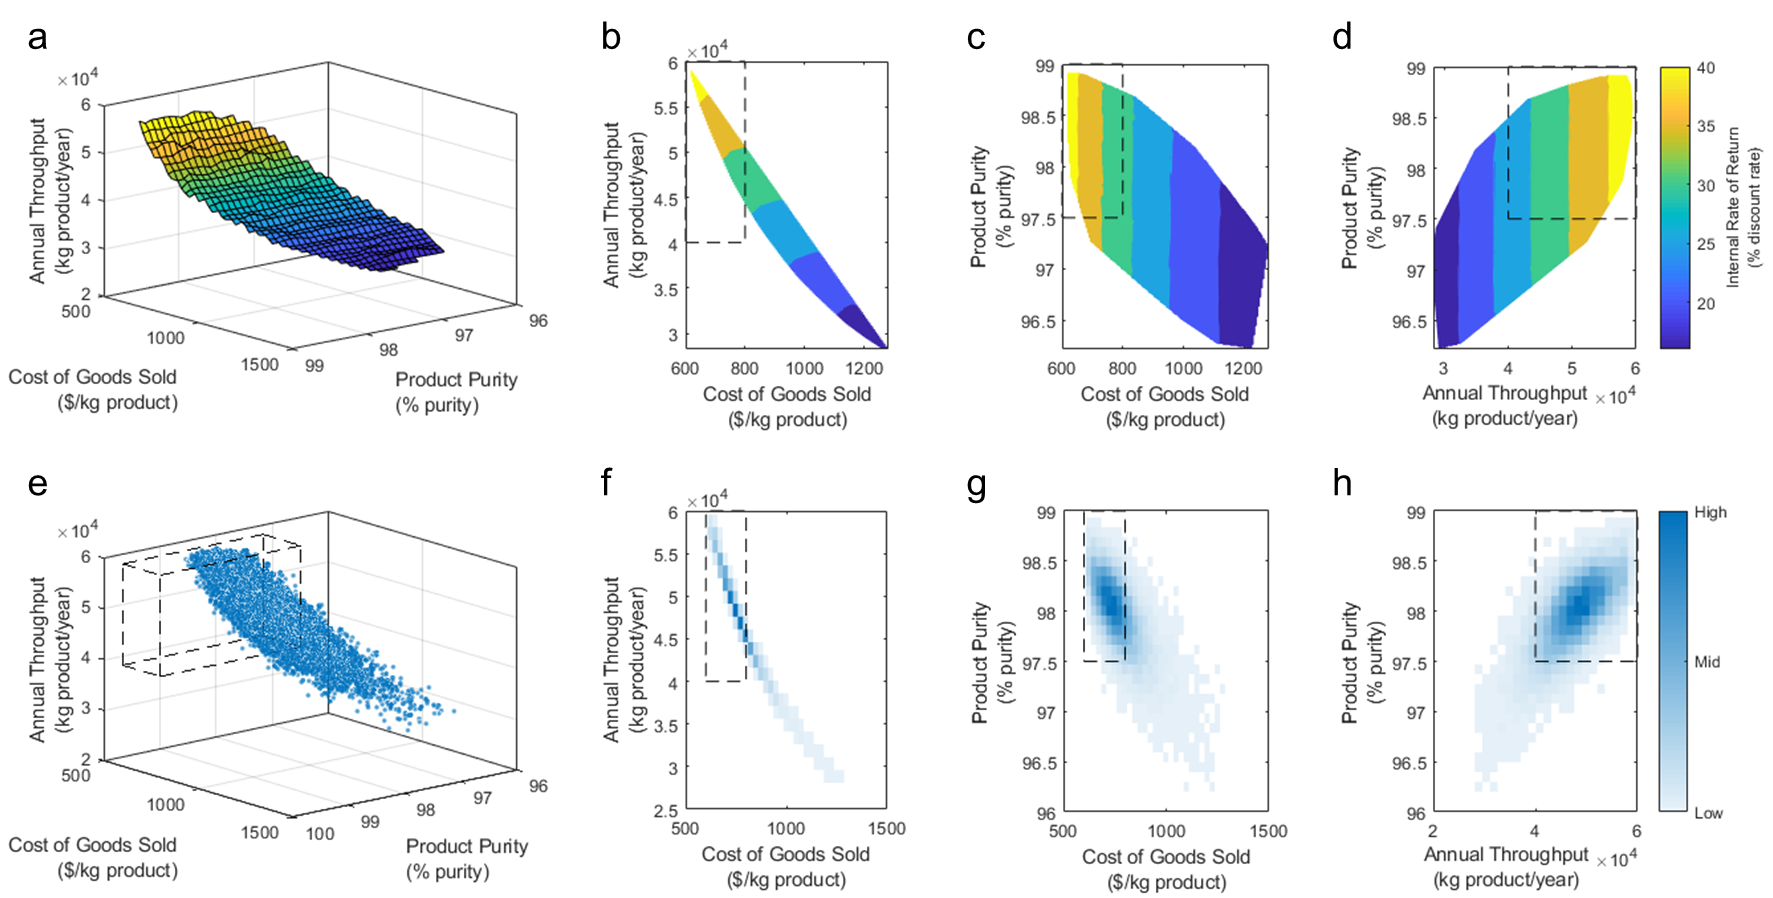 a
× 10⁴
6
5
4
3
2
Annual Throughput
(kg product/year)
500
1000
1500
99
98
97
96
Cost of Goods Sold
($/kg product)
Product Purity
(% purity)
b
× 10⁴
6
5.5
5
4.5
4
3.5
3
Annual Throughput
(kg product/year)
600
800
1000
1200
Cost of Goods Sold
($/kg product)
c
99
98.5
98
97.5
97
96.5
Product Purity
(% purity)
600
800
1000
1200
Cost of Goods Sold
($/kg product)
d
99
98.5
98
97.5
97
96.5
Product Purity
(% purity)
3
4
5
6
Annual Throughput × 10⁴
(kg product/year)
40
35
30
25
20
Internal Rate of Return
(% discount rate)
e
× 10⁴
6
5
4
3
2
Annual Throughput
(kg product/year)
500
1000
1500
100
99
98
97
96
Cost of Goods Sold
($/kg product)
Product Purity
(% purity)
f
× 10⁴
6
5.5
5
4.5
4
3.5
3
2.5
Annual Throughput
(kg product/year)
500
1000
1500
Cost of Goods Sold
($/kg product)
g
99
98.5
98
97.5
97
96.5
96
Product Purity
(% purity)
500
1000
1500
Cost of Goods Sold
($/kg product)
h
99
98.5
98
97.5
97
96.5
96
Product Purity
(% purity)
2
4
6
Annual Throughput × 10⁴
(kg product/year)
High
Mid
Low